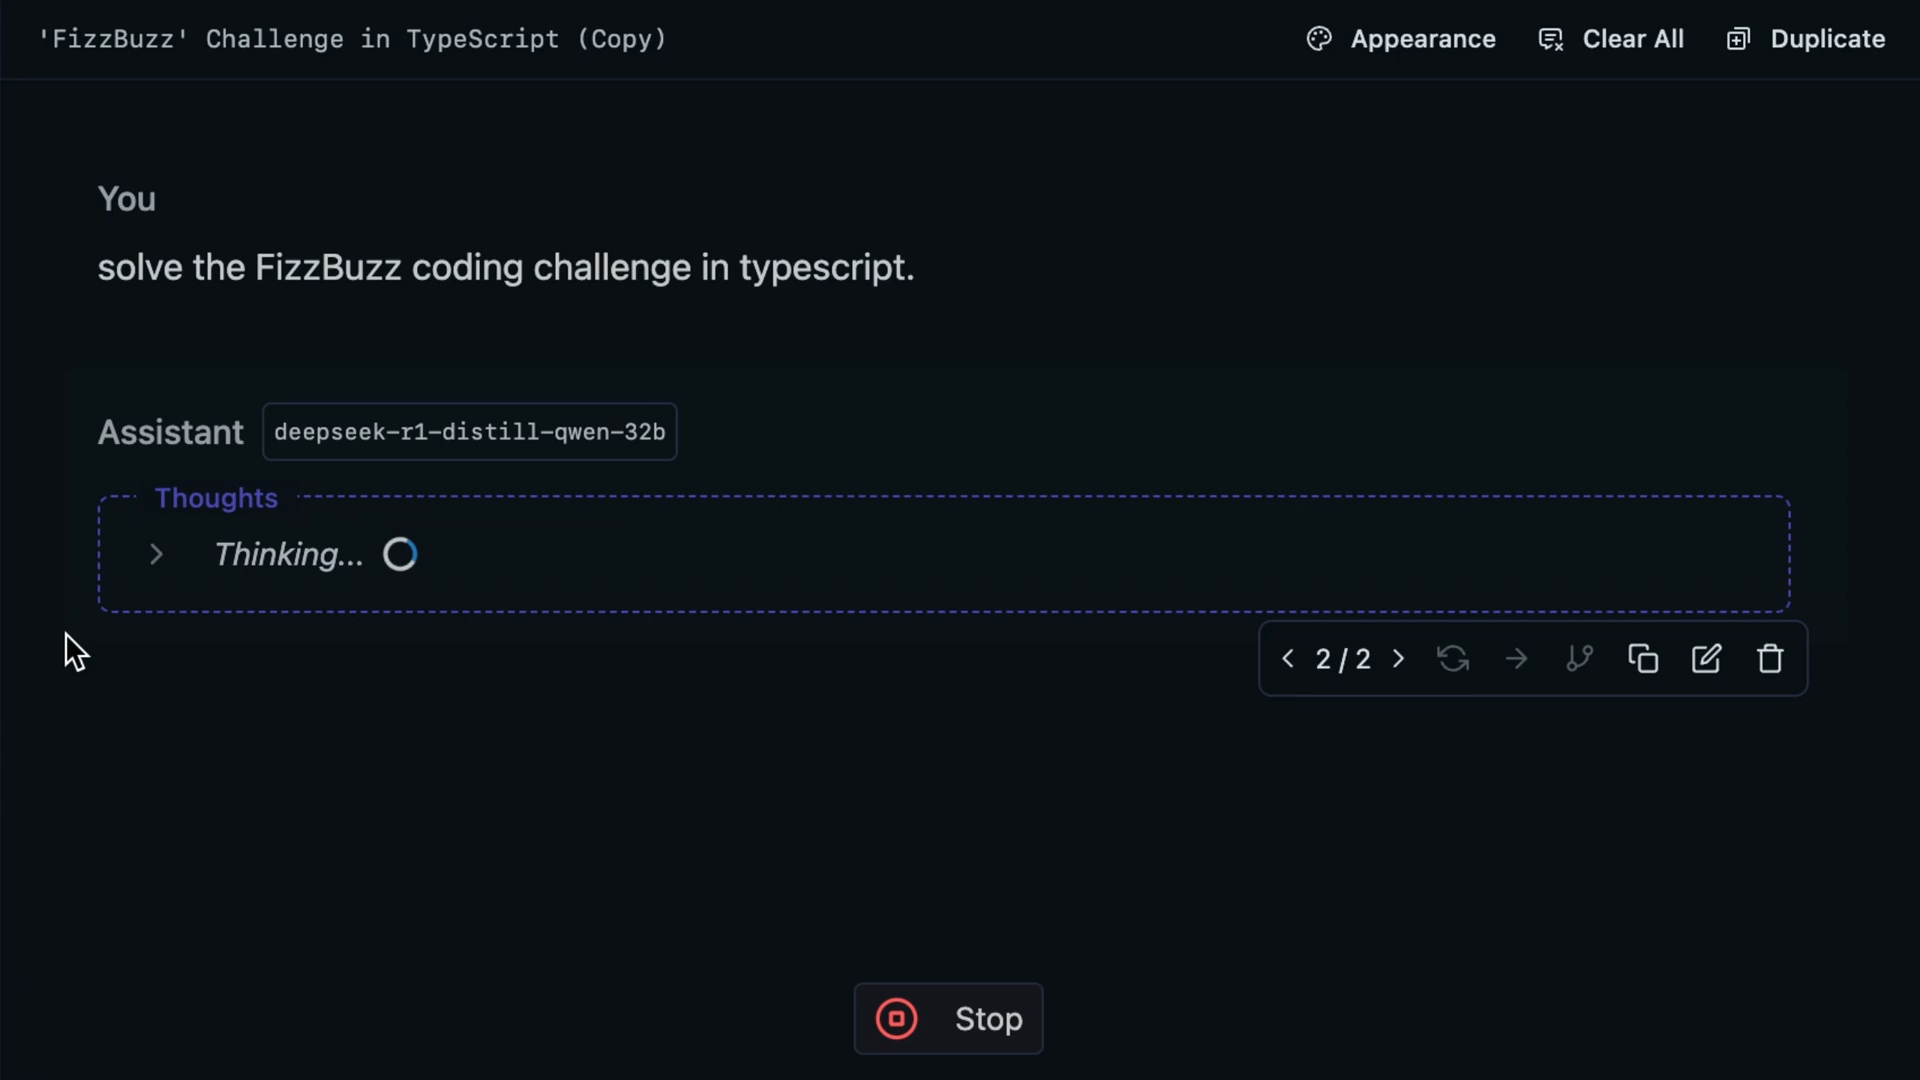 'FizzBuzz' Challenge in TypeScript (Copy)
Appearance
Clear All
Duplicate
You
solve the FizzBuzz coding challenge in typescript.
Assistant
deepseek-r1-distill-qwen-32b
Thoughts
Thinking...
2 / 2
Stop